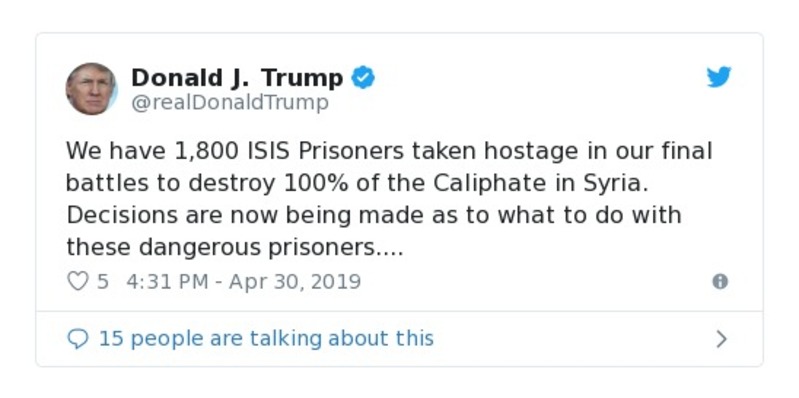 Donald J. Trump
@realDonaldTrump
We have 1,800 ISIS Prisoners taken hostage in our final
battles to destroy 100% of the Caliphate in Syria.
Decisions are now being made as to what to do with
these dangerous prisoners....
5 4:31 PM - Apr 30, 2019
15 people are talking about this